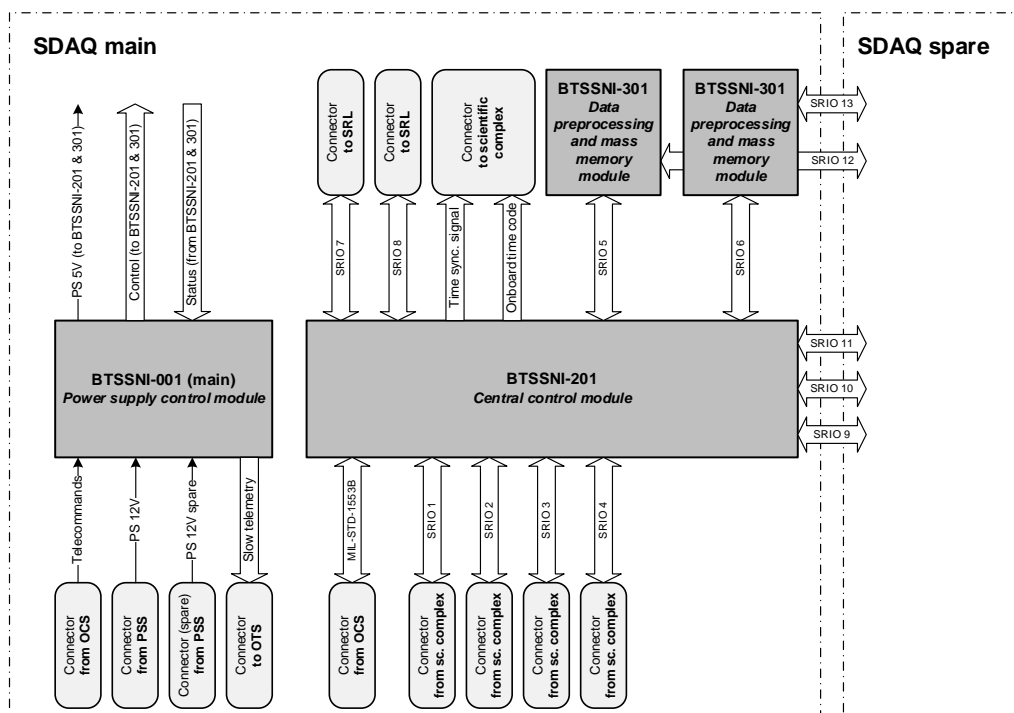 SDAQ main
SDAQ spare
PS 5V (to BTSSNI-201 & 301)
Control (to BTSSNI-201 & 301)
Status (from BTSSNI-201 & 301)
Connector
to SRL
Connector
to SRL
Connector
to scientific
complex
BTSSNI-301
Data
preprocessing
and mass
memory
module
BTSSNI-301
Data
preprocessing
and mass
memory
module
SRIO 13
SRIO 12
SRIO 7
SRIO 8
Time sync. signal
Onboard time code
SRIO 5
SRIO 6
BTSSNI-001 (main)
Power supply control module
BTSSNI-201
Central control module
SRIO 11
SRIO 10
SRIO 9
Telecommands
PS 12V
PS 12V spare
Slow telemetry
MIL-STD-1553B
SRIO 1
SRIO 2
SRIO 3
SRIO 4
Connector
from OCS
Connector
from PSS
Connector (spare)
from PSS
Connector
to OTS
Connector
from OCS
Connector
from sc. complex
Connector
from sc. complex
Connector
from sc. complex
Connector
from sc. complex